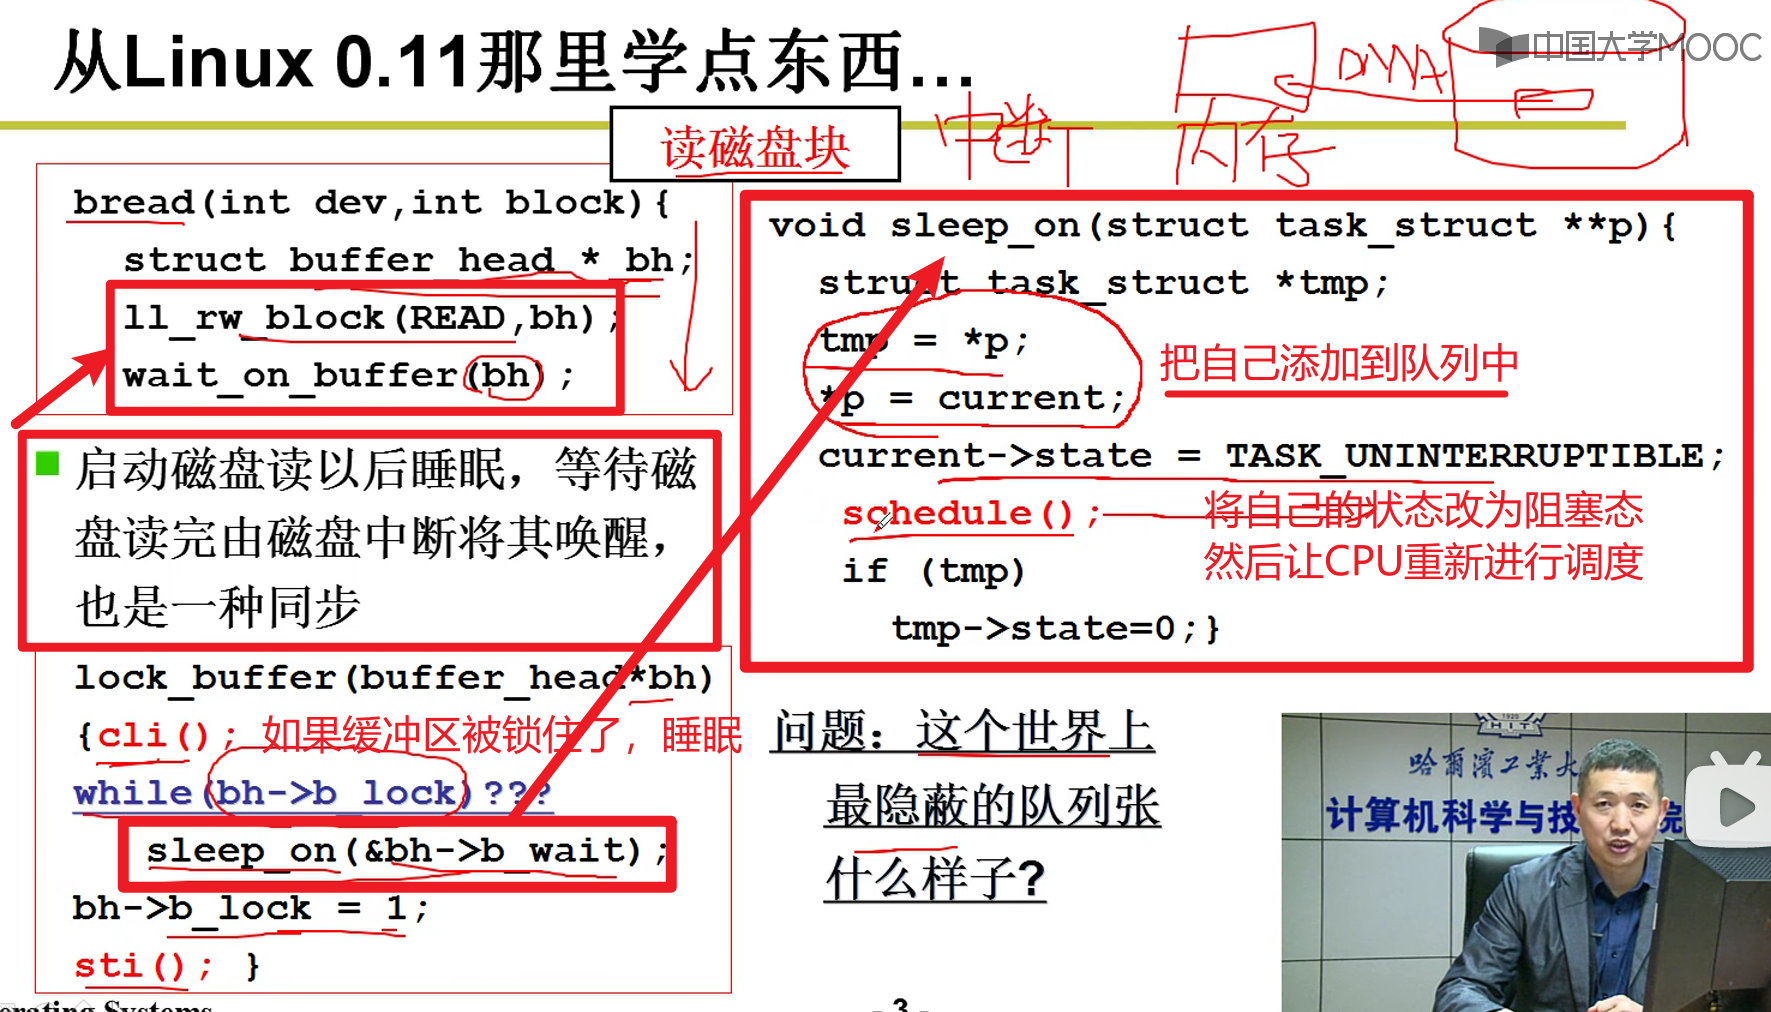 从Linux 0.11那里学点东西…
中国大学MOOC
DMA
读磁盘块
中断
内存
bread(int dev,int block){
struct buffer_head * bh;
ll_rw_block(READ,bh);
wait_on_buffer(bh);
启动磁盘读以后睡眠，等待磁
盘读完由磁盘中断将其唤醒，
也是一种同步
lock_buffer(buffer_head*bh)
{cli(); 如果缓冲区被锁住了，睡眠
while(bh->b_lock)???
sleep_on(&bh->b_wait);
bh->b_lock = 1;
sti(); }
void sleep_on(struct task_struct **p){
struct task_struct *tmp;
tmp = *p;
把自己添加到队列中
*p = current;
current->state = TASK_UNINTERRUPTIBLE;
schedule(); 将自己的状态改为阻塞态
然后让CPU重新进行调度
if (tmp)
tmp->state=0;}
问题：这个世界上
最隐蔽的队列张
什么样子?
1920
HIT
哈爾濱工業大
计算机科学与技 院
erating Systems
- 3 -